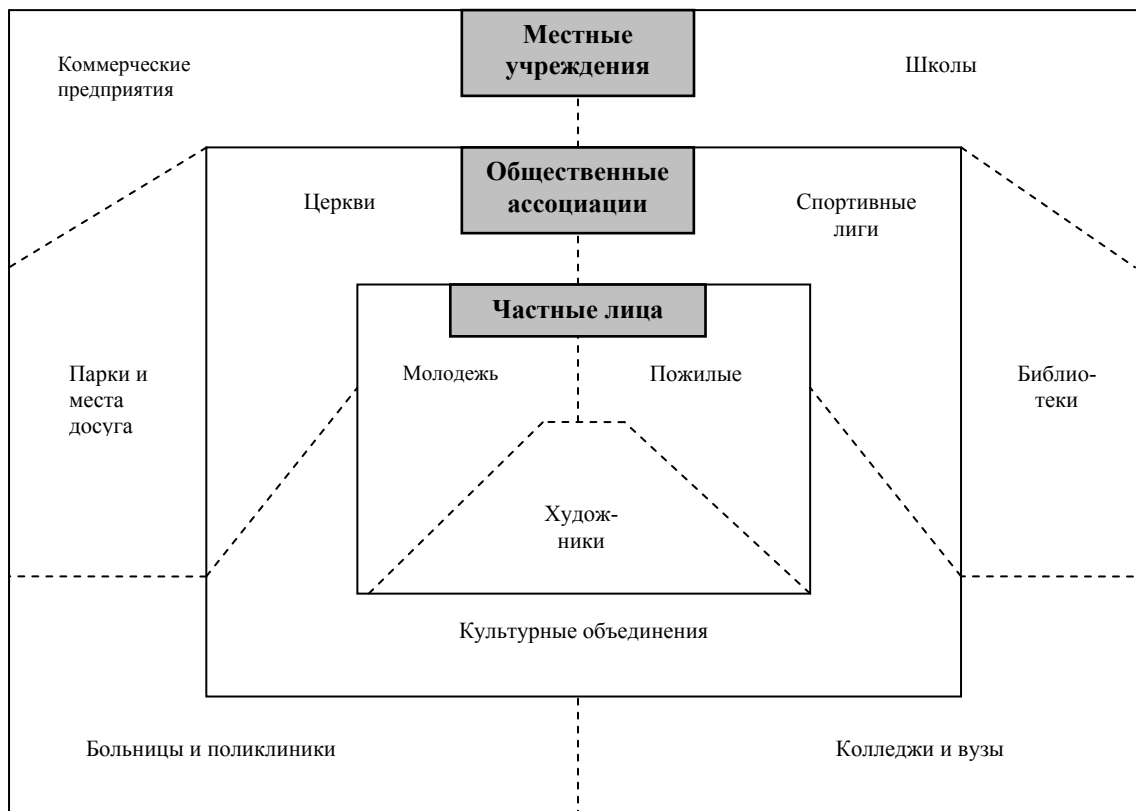 Местные
учреждения
Коммерческие
предприятия
Школы
Общественные
ассоциации
Церкви
Спортивные
лиги
Частные лица
Парки и
места
досуга
Молодежь
Пожилые
Библио-
теки
Худож-
ники
Культурные объединения
Больницы и поликлиники
Колледжи и вузы